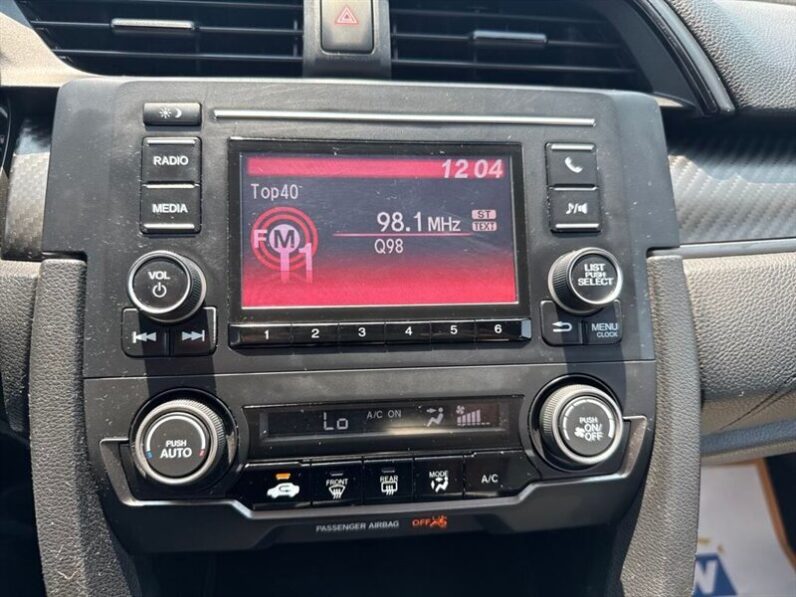 RADIO
MEDIA
12 04
Top40
98.1 MHz
ST
TEXT
FM
1
Q98
VOL
LIST
PUSH
SELECT
1 2 3 4 5 6
MENU
CLOCK
Lo A/C ON
PUSH
AUTO
PUSH
ON/
OFF
FRONT
REAR
MODE
A/C
PASSENGER AIRBAG OFF
W